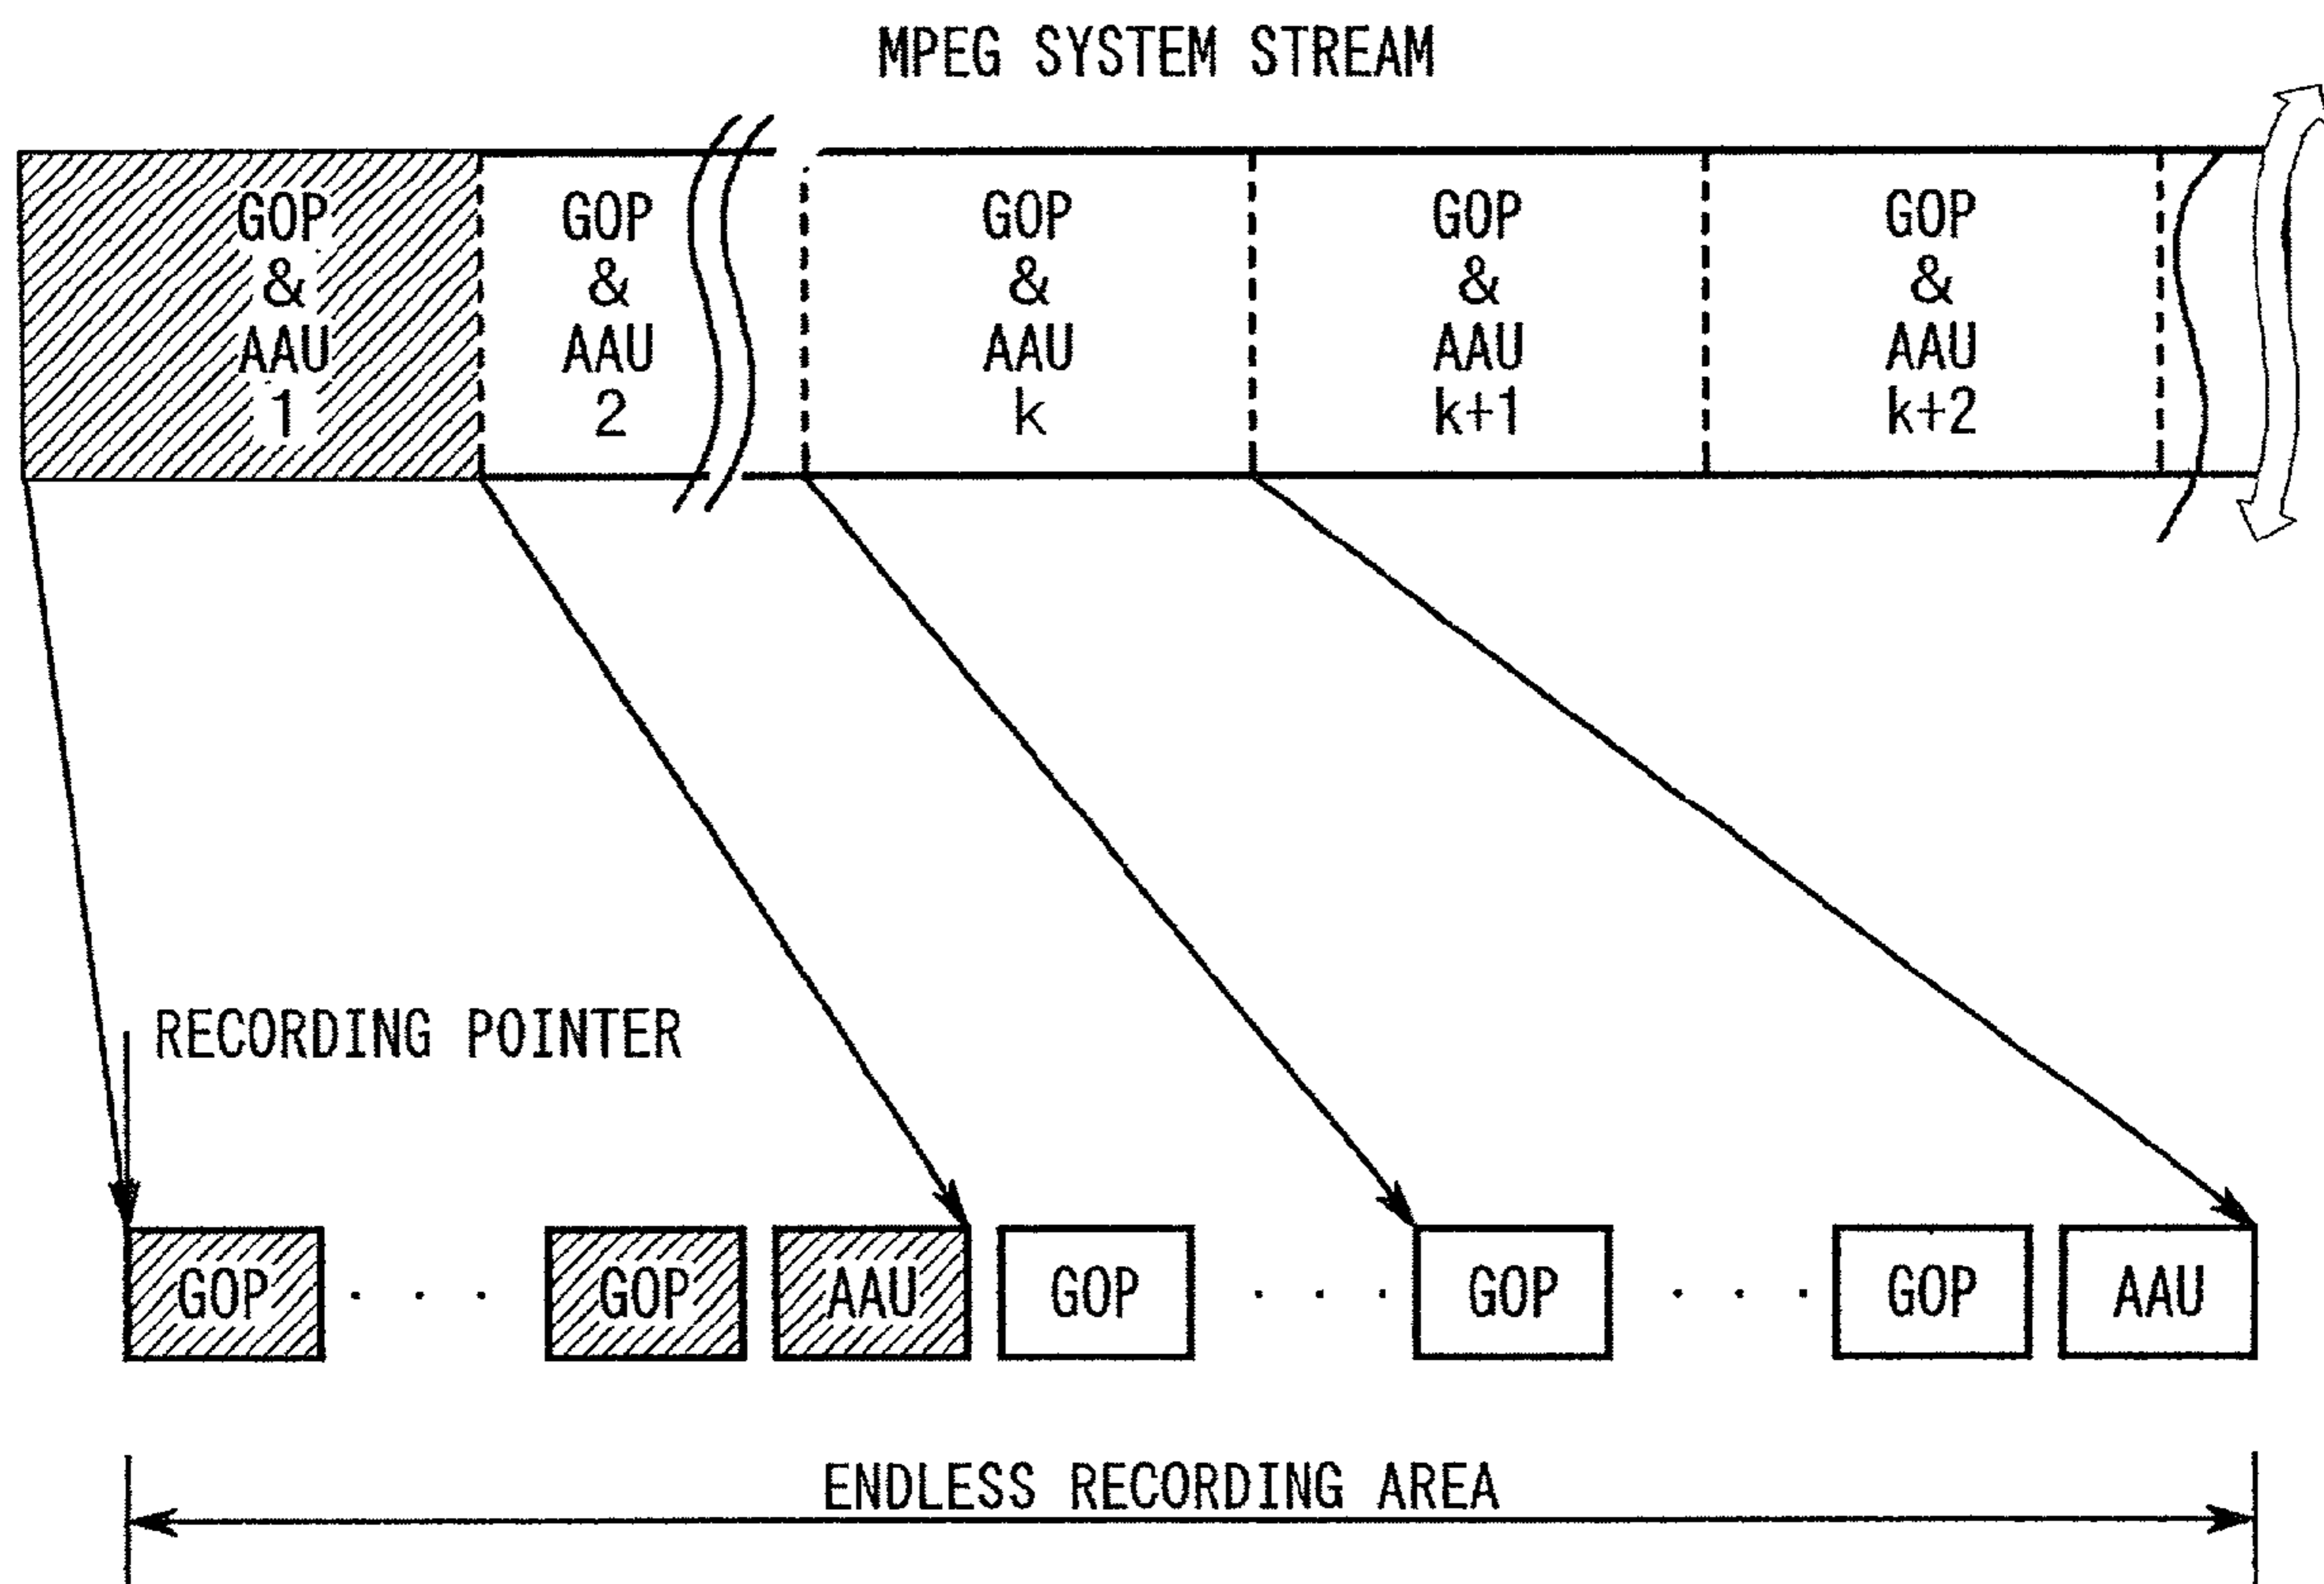 MPEG SYSTEM STREAM
GOP & AAU 1
GOP & AAU 2
GOP & AAU k
GOP & AAU k+1
GOP & AAU k+2
RECORDING POINTER
GOP . . . GOP AAU GOP . . . GOP . . . GOP AAU
ENDLESS RECORDING AREA